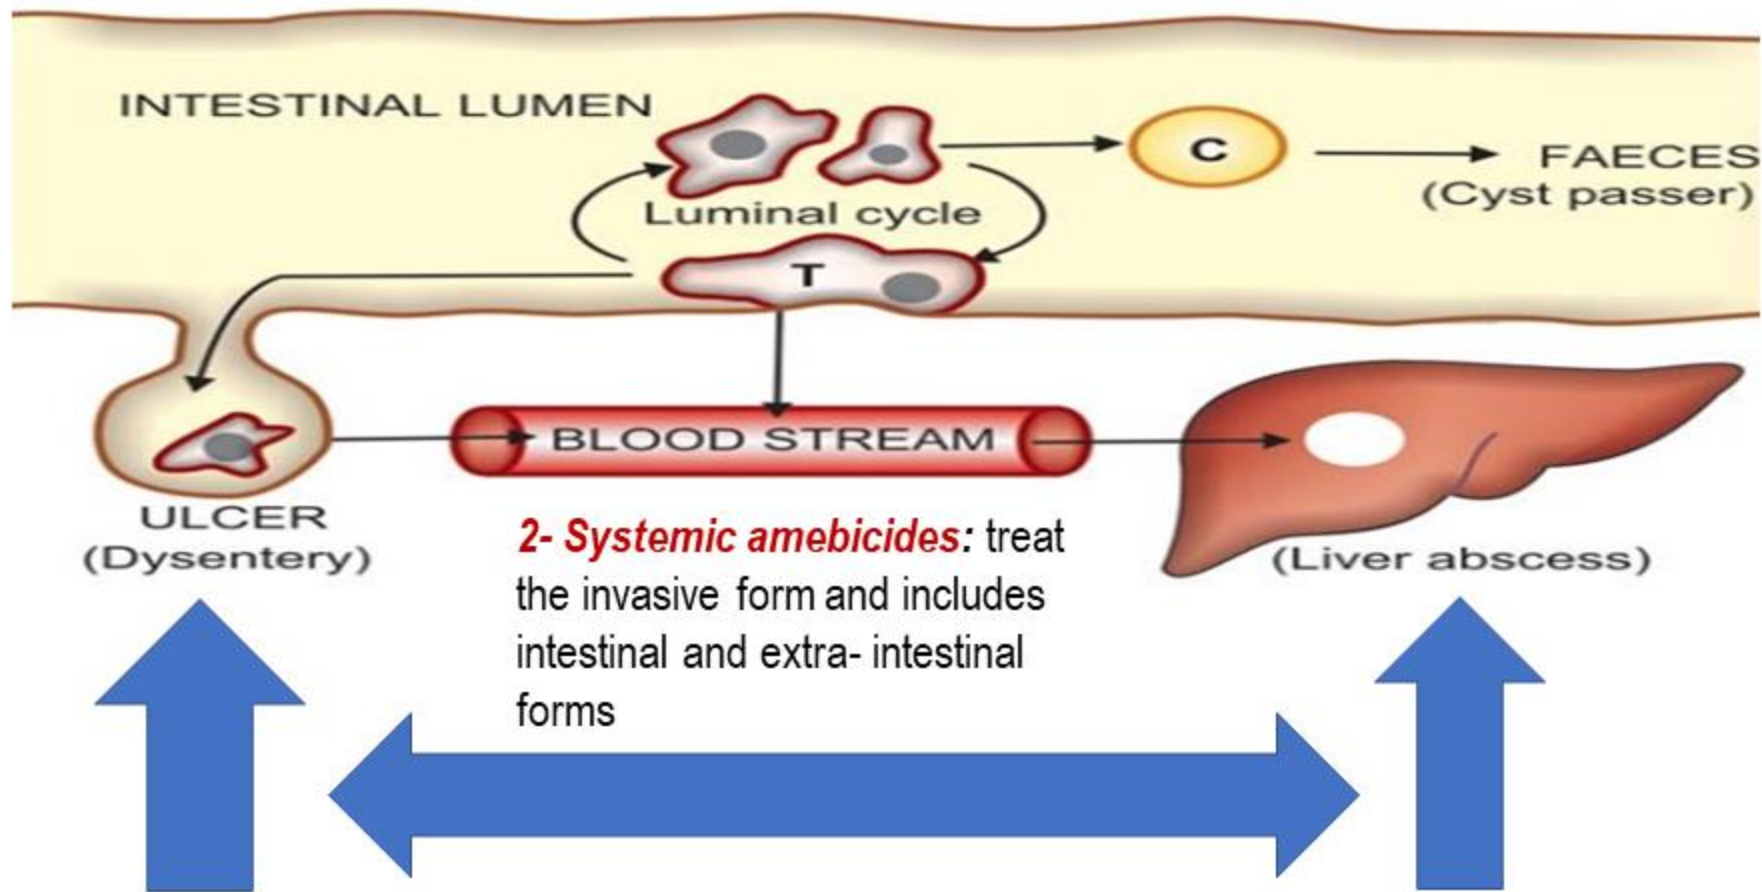 INTESTINAL LUMEN
C
FAECES
(Cyst passer)
Luminal cycle
T
BLOOD STREAM
ULCER
(Dysentery)
2- Systemic amebicides: treat
the invasive form and includes
intestinal and extra- intestinal
forms
(Liver abscess)